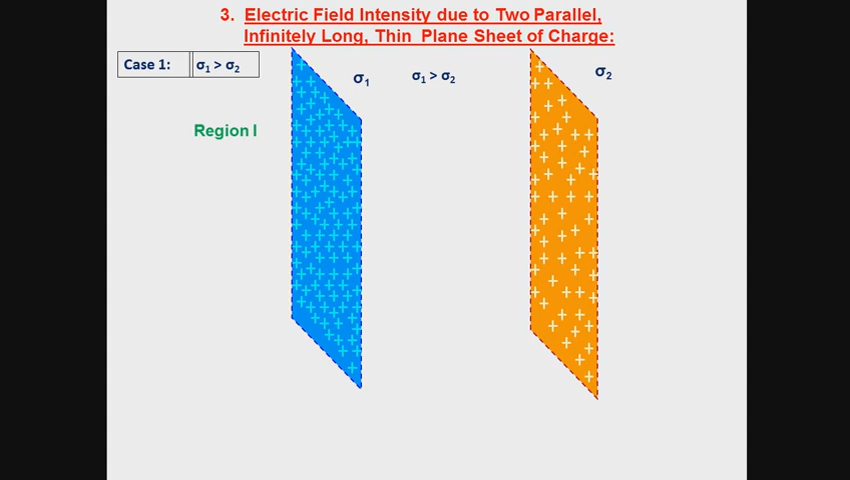 3. Electric Field Intensity due to Two Parallel,
Infinitely Long, Thin Plane Sheet of Charge:
Case 1: σ1 > σ2
σ1
σ1 > σ2
σ2
Region I